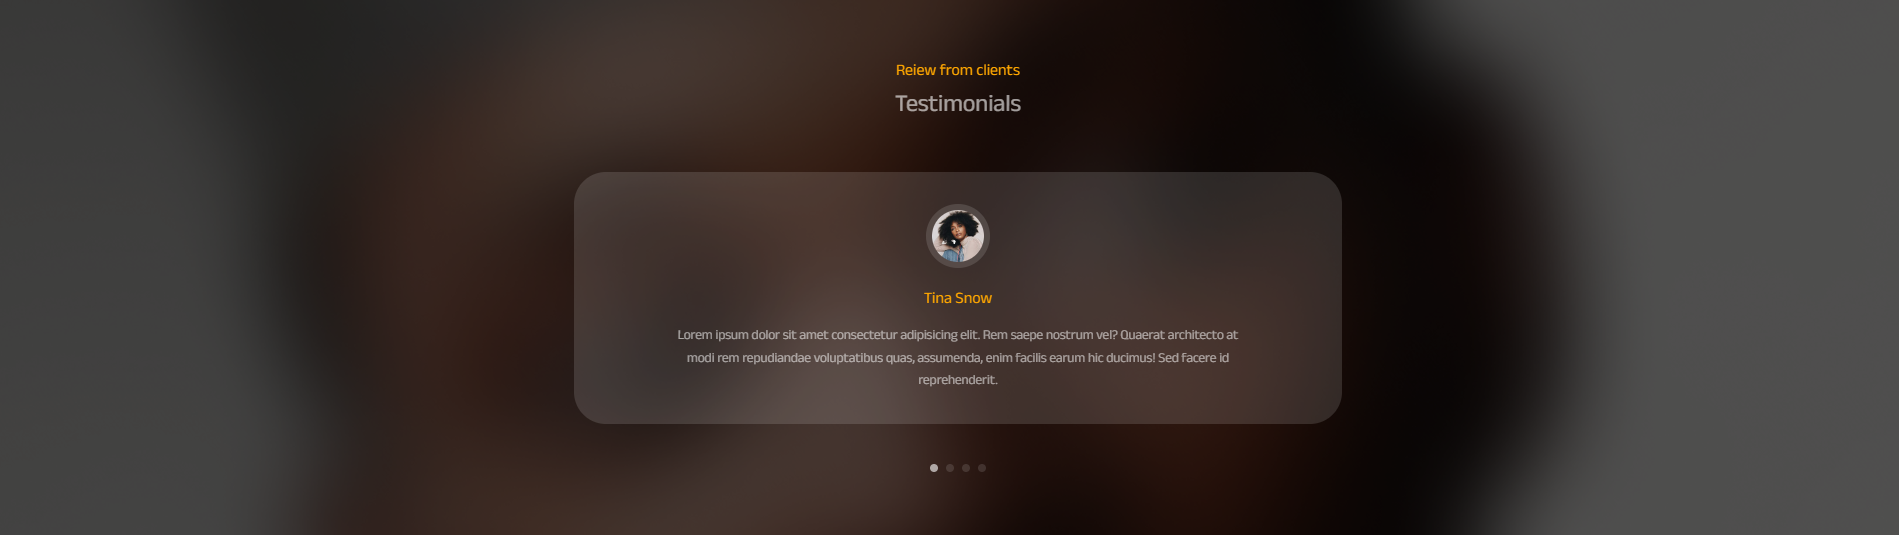 Reiew from clients
Testimonials
Tina Snow
Lorem ipsum dolor sit amet consectetur adipisicing elit. Rem saepe nostrum vel? Quaerat architecto at
modi rem repudiandae voluptatibus quas, assumenda, enim facilis earum hic ducimus! Sed facere id
reprehenderit.